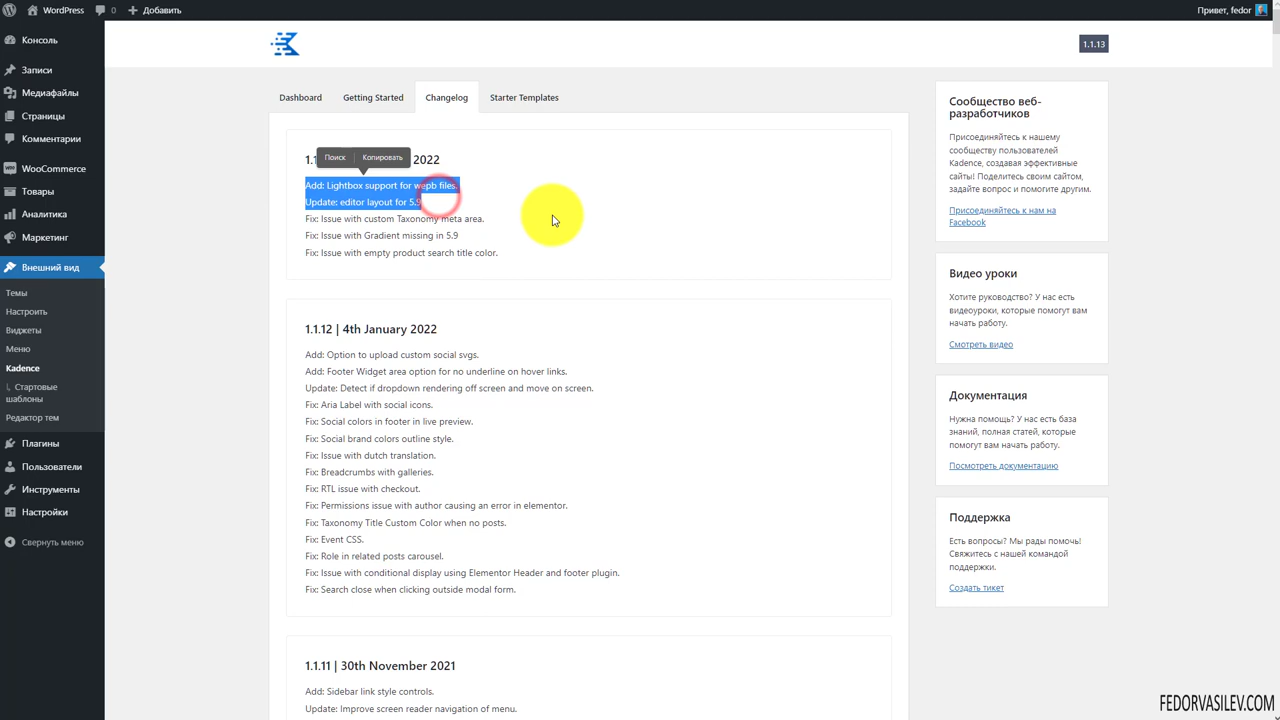 WordPress
0
Добавить
Привет, fedor
Консоль
Записи
Медиафайлы
Страницы
Комментарии
WooCommerce
Товары
Аналитика
Маркетинг
Внешний вид
Темы
Настроить
Виджеты
Меню
Kadence
Стартовые
шаблоны
Редактор тем
Плагины
Пользователи
Инструменты
Настройки
Свернуть меню
1.1.13
Dashboard
Getting Started
Changelog
Starter Templates
Поиск
Копировать
2022
Add: Lightbox support for webp files.
Update: editor layout for 5.9
Fix: Issue with custom Taxonomy meta area.
Fix: Issue with Gradient missing in 5.9
Fix: Issue with empty product search title color.
1.1.12 | 4th January 2022
Add: Option to upload custom social svgs.
Add: Footer Widget area option for no underline on hover links.
Update: Detect if dropdown rendering off screen and move on screen.
Fix: Aria Label with social icons.
Fix: Social colors in footer in live preview.
Fix: Social brand colors outline style.
Fix: Issue with dutch translation.
Fix: Breadcrumbs with galleries.
Fix: RTL issue with checkout.
Fix: Permissions issue with author causing an error in elementor.
Fix: Taxonomy Title Custom Color when no posts.
Fix: Event CSS.
Fix: Role in related posts carousel.
Fix: Issue with conditional display using Elementor Header and footer plugin.
Fix: Search close when clicking outside modal form.
1.1.11 | 30th November 2021
Add: Sidebar link style controls.
Update: Improve screen reader navigation of menu.
Сообщество веб-
разработчиков
Присоединяйтесь к нашему
сообществу пользователей
Kadence, создавая эффективные
сайты! Поделитесь своим сайтом,
задайте вопрос и помогите другим.
Присоединяйтесь к нам на
Facebook
Видео уроки
Хотите руководство? У нас есть
видеоуроки, которые помогут вам
начать работу.
Смотреть видео
Документация
Нужна помощь? У нас есть база
знаний, полная статей, которые
помогут вам начать работу.
Посмотреть документацию
Поддержка
Есть вопросы? Мы рады помочь!
Свяжитесь с нашей командой
поддержки.
Создать тикет
FEDORVASILEV.COM